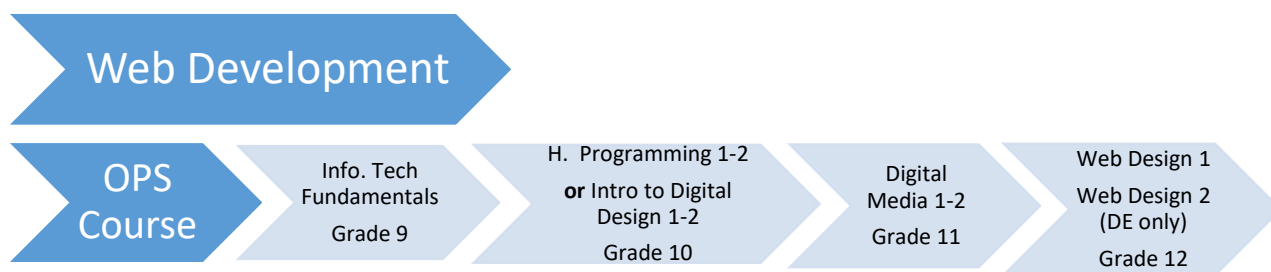 Web Development
OPS
Course
Info. Tech
Fundamentals
Grade 9
H. Programming 1-2
or Intro to Digital
Design 1-2
Grade 10
Digital
Media 1-2
Grade 11
Web Design 1
Web Design 2
(DE only)
Grade 12